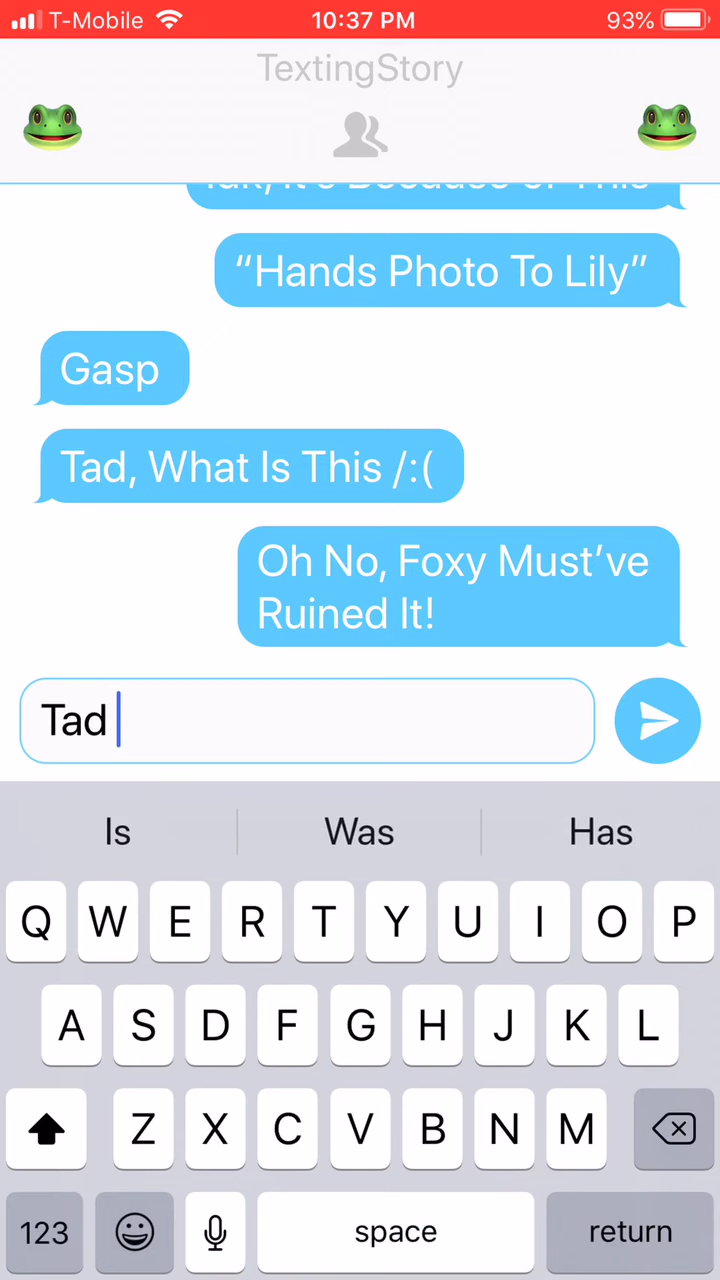 T-Mobile 10:37 PM 93%
TextingStory
“Hands Photo To Lily”
Gasp
Tad, What Is This /:(
Oh No, Foxy Must’ve
Ruined It!
Tad
Is Was Has
Q W E R T Y U I O P
A S D F G H J K L
Z X C V B N M
123 space return